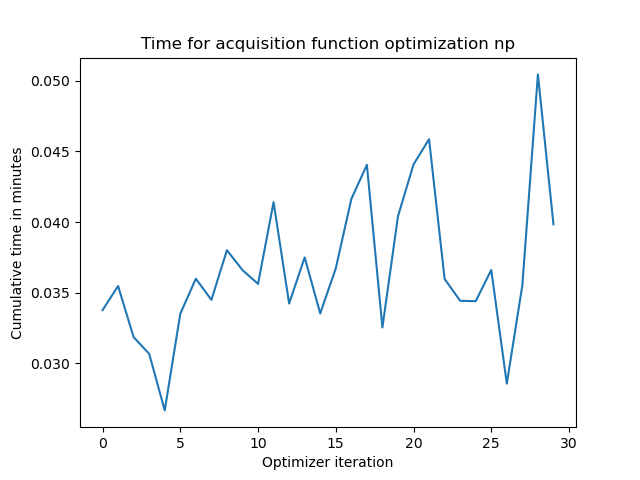 Time for acquisition function optimization np
Cumulative time in minutes
0.050
0.045
0.040
0.035
0.030
0 5 10 15 20 25 30
Optimizer iteration